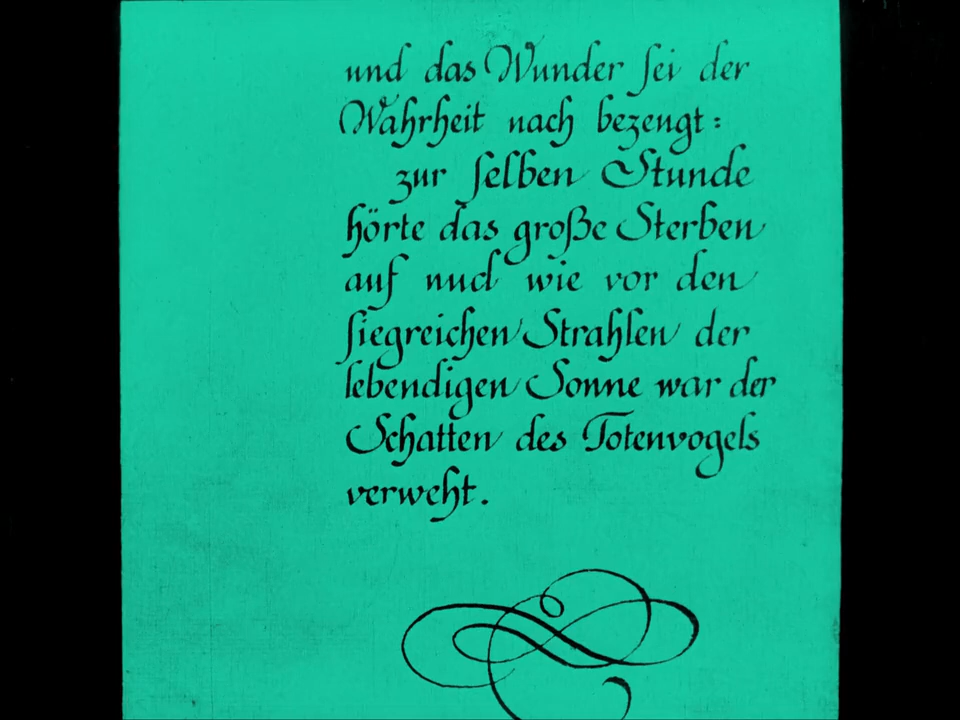 und das Wunder sei der
Wahrheit nach bezeugt:
zur selben Stunde
hörte das große Sterben
auf und wie vor den
siegreichen Strahlen der
lebendigen Sonne war der
Schatten des Totenvogels
verweht.